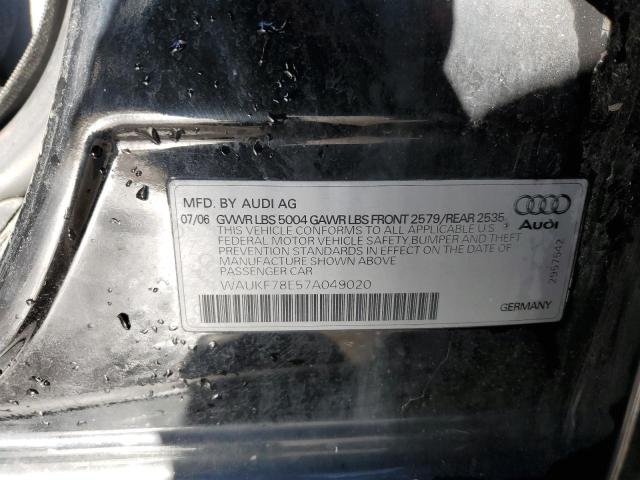 MFD. BY AUDI AG
07/06 GVWR LBS 5004 GAWR LBS FRONT 2579/REAR 2535
THIS VEHICLE CONFORMS TO ALL APPLICABLE U.S.
FEDERAL MOTOR VEHICLE SAFETY BUMPER AND THEFT
PREVENTION STANDARDS IN EFFECT ON THE DATE OF
MANUFACTURE SHOWN ABOVE
PASSENGER CAR
WAUKF78E57A049020
Audi
2957542
GERMANY